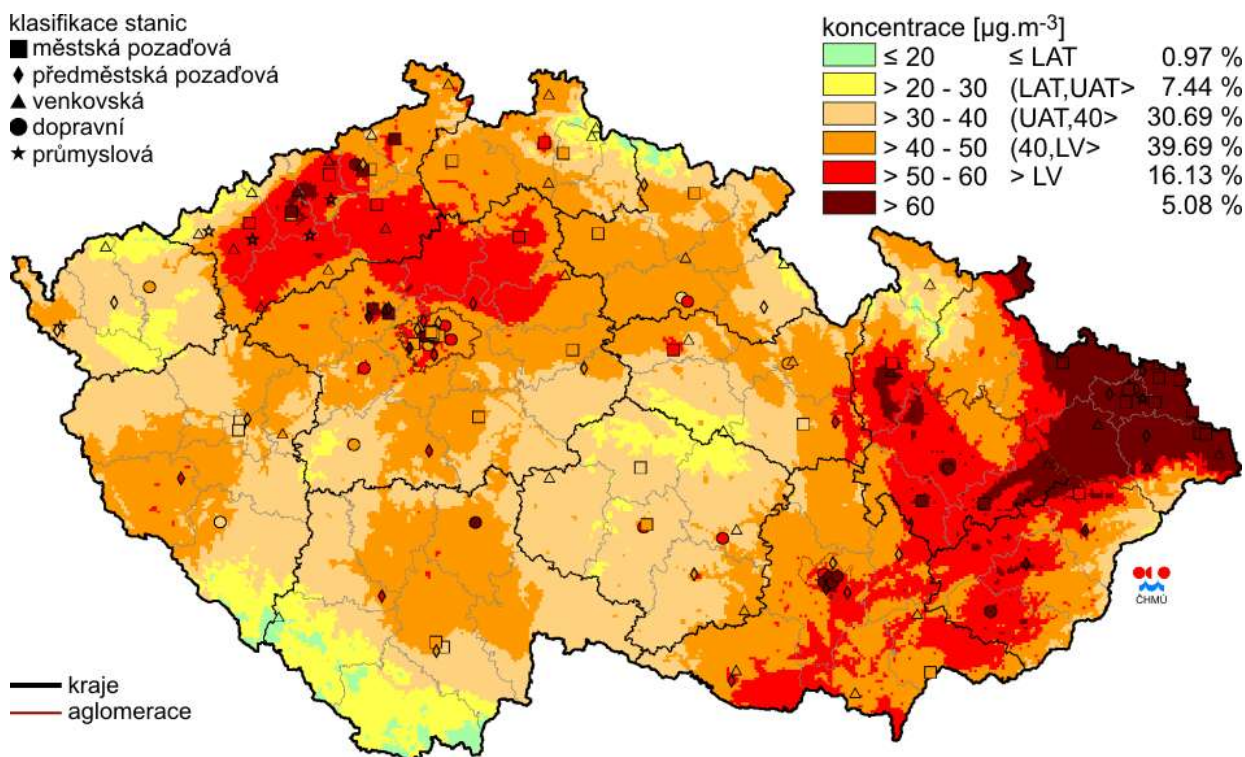 klasifikace stanic
městská pozaďová
předměstská pozaďová
venkovská
dopravní
průmyslová
koncentrace [µg.m-3]
≤ 20 ≤ LAT 0.97 %
> 20 - 30 (LAT,UAT> 7.44 %
> 30 - 40 (UAT,40> 30.69 %
> 40 - 50 (40,LV> 39.69 %
> 50 - 60 > LV 16.13 %
> 60 5.08 %
ČHMÚ
kraje
aglomerace